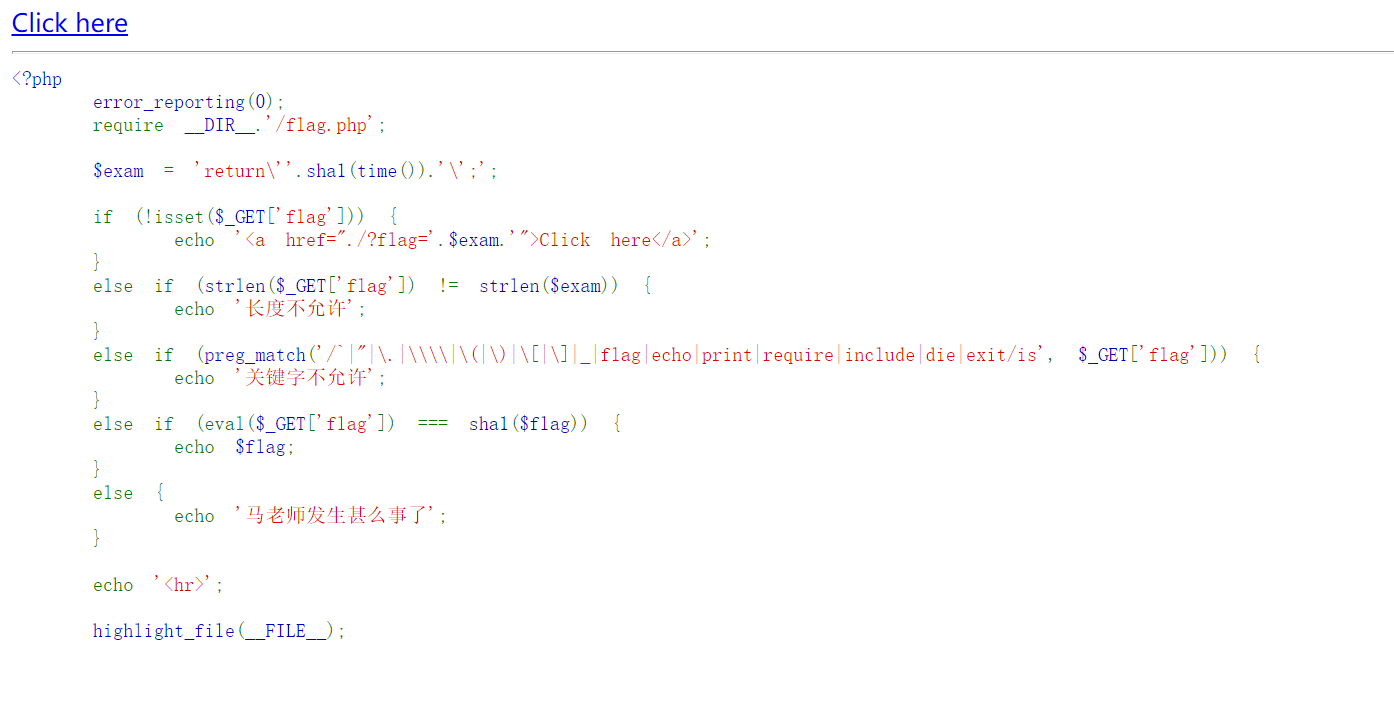 Click here
<?php
error_reporting(0);
require __DIR__.'/flag.php';
$exam = 'return\''.sha1(time()).'\';';
if (!isset($_GET['flag'])) {
echo '<a href="./?flag='.$exam.'">Click here</a>';
}
else if (strlen($_GET['flag']) != strlen($exam)) {
echo '长度不允许';
}
else if (preg_match('/`|"|\.|\\\\|\(|\)|\[|\]|_|flag|echo|print|require|include|die|exit/is', $_GET['flag'])) {
echo '关键字不允许';
}
else if (eval($_GET['flag']) === sha1($flag)) {
echo $flag;
}
else {
echo '马老师发生甚么事了';
}
echo '<hr>';
highlight_file(__FILE__);